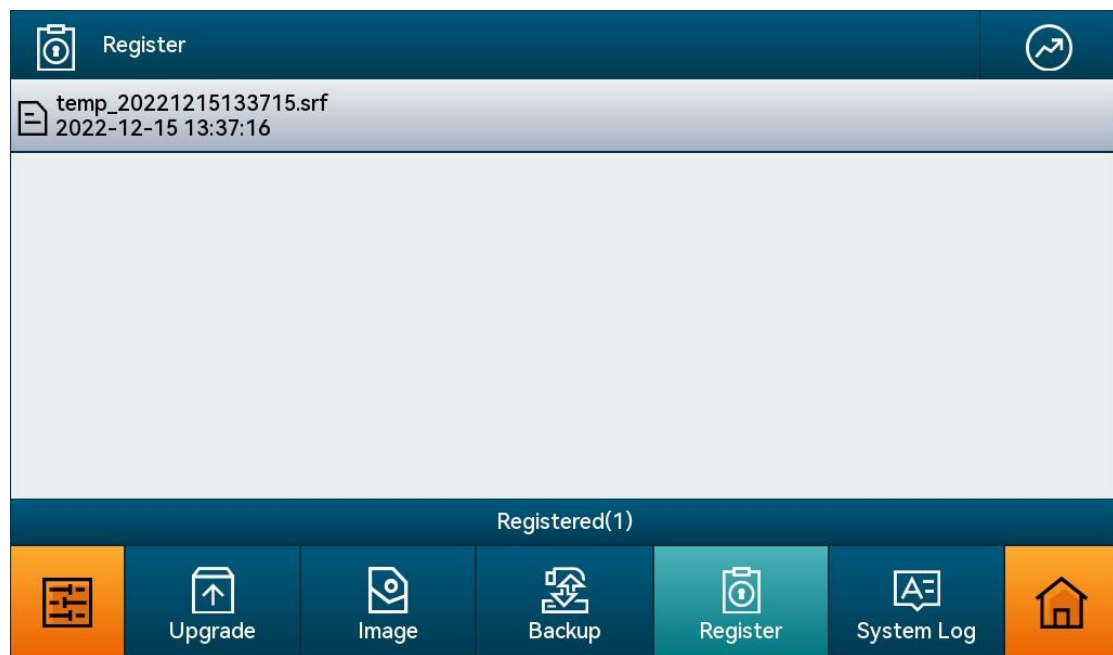 Register
temp_20221215133715.srf
2022-12-15 13:37:16
Registered(1)
Upgrade
Image
Backup
Register
System Log